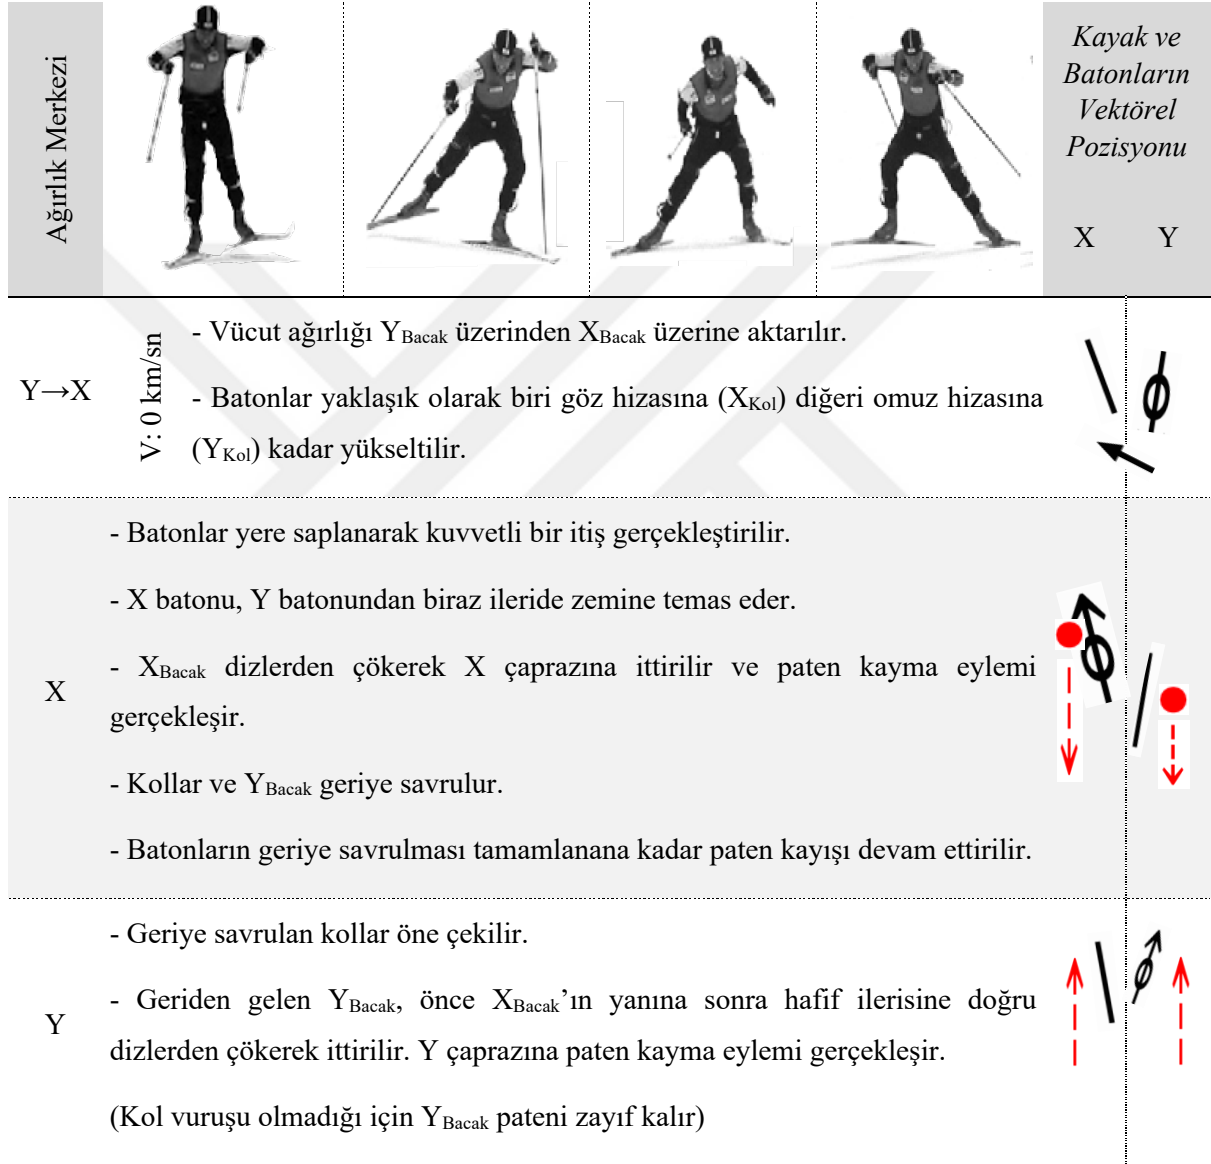 Ağırlık Merkezi
Kayak ve
Batonların
Vektörel
Pozisyonu
X Y
Y→X
V: 0 km/sn
- Vücut ağırlığı YBacak üzerinden XBacak üzerine aktarılır.
- Batonlar yaklaşık olarak biri göz hizasına (XKol) diğeri omuz hizasına
(YKol) kadar yükseltilir.
X
- Batonlar yere saplanarak kuvvetli bir itiş gerçekleştirilir.
- X batonu, Y batonundan biraz ileride zemine temas eder.
- XBacak dizlerden çökerek X çaprazına ittirilir ve paten kayma eylemi
gerçekleşir.
- Kollar ve YBacak geriye savrulur.
- Batonların geriye savrulması tamamlanana kadar paten kayışı devam ettirilir.
Y
- Geriye savrulan kollar öne çekilir.
- Geriden gelen YBacak, önce XBacak’ın yanına sonra hafif ilerisine doğru
dizlerden çökerek ittirilir. Y çaprazına paten kayma eylemi gerçekleşir.
(Kol vuruşu olmadığı için YBacak pateni zayıf kalır)